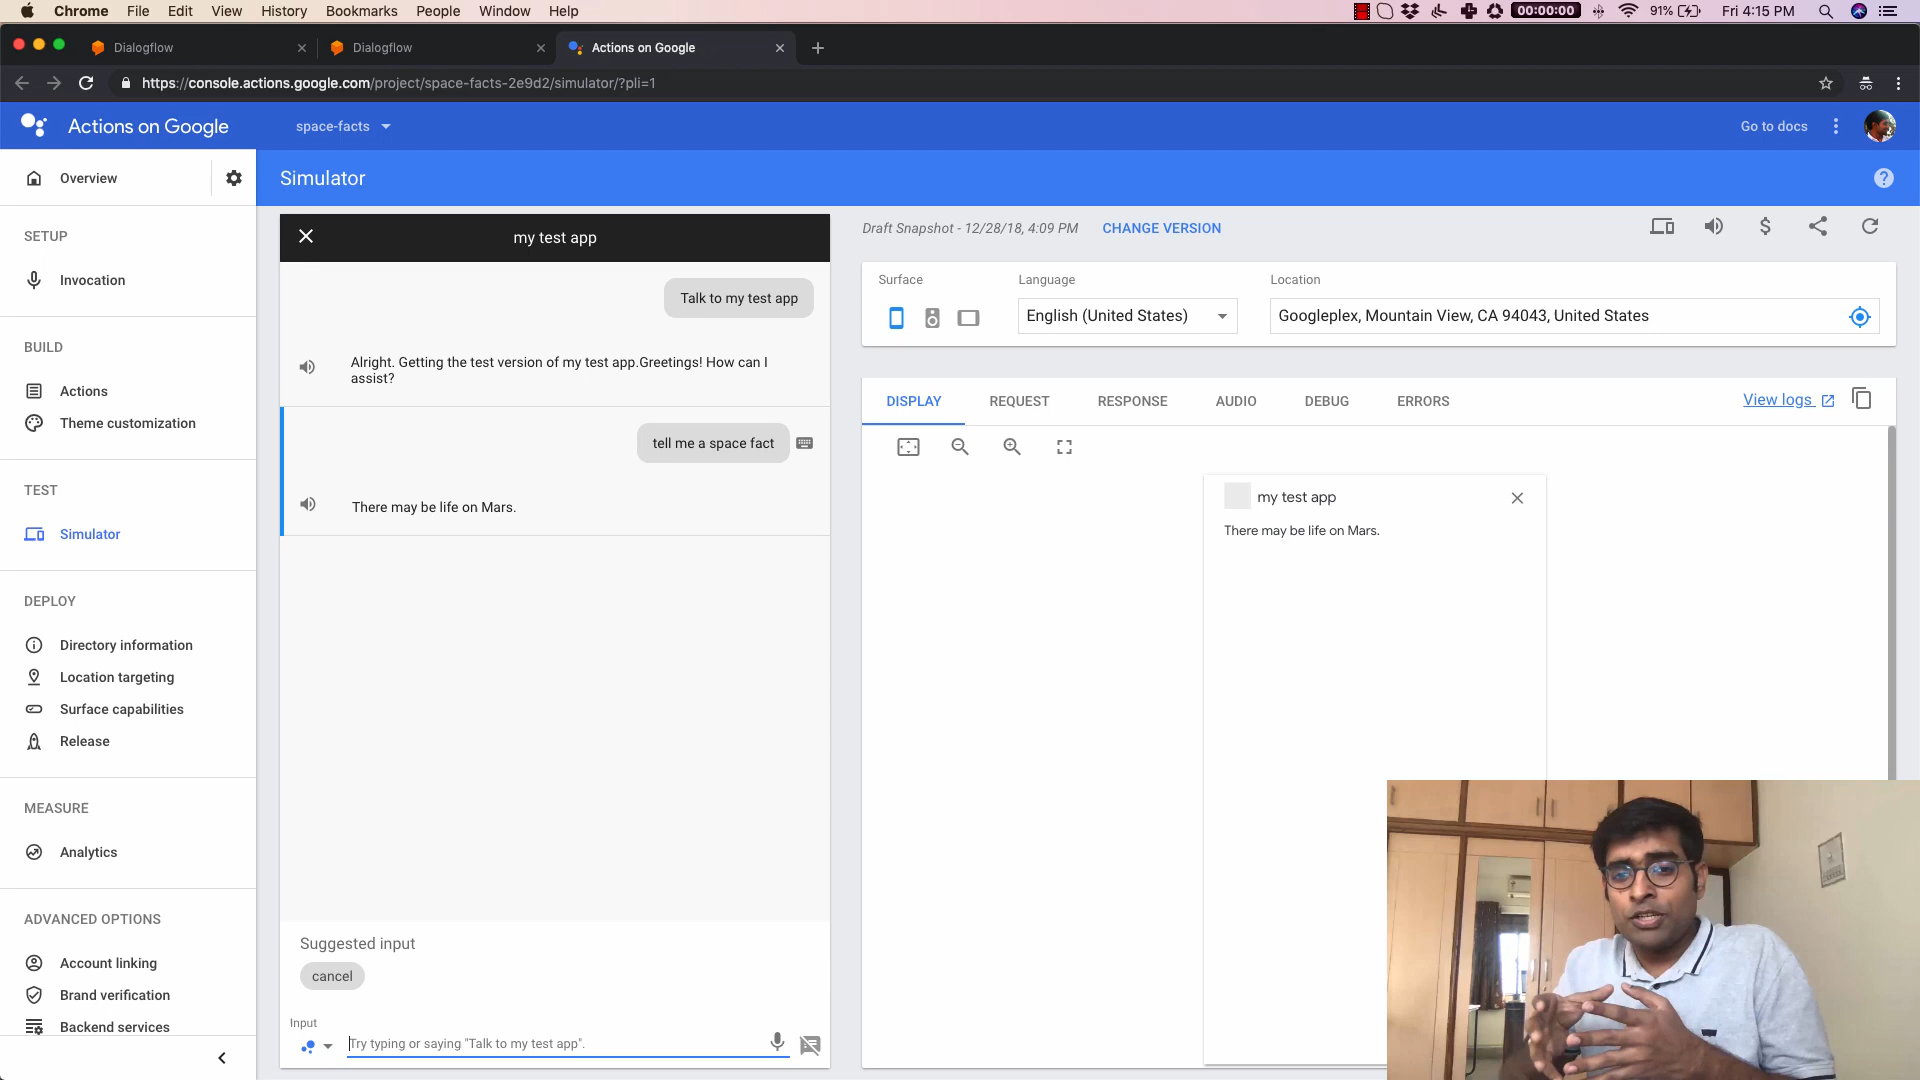 Chrome File Edit View History Bookmarks People Window Help 00:00:00 91% Fri 4:15 PM
Dialogflow Dialogflow Actions on Google
https://console.actions.google.com/project/space-facts-2e9d2/simulator/?pli=1
Actions on Google space-facts Go to docs
Overview
Simulator
SETUP
Invocation
BUILD
Actions
Theme customization
TEST
Simulator
DEPLOY
Directory information
Location targeting
Surface capabilities
Release
MEASURE
Analytics
ADVANCED OPTIONS
Account linking
Brand verification
Backend services
my test app
Talk to my test app
Alright. Getting the test version of my test app.Greetings! How can I
assist?
tell me a space fact
There may be life on Mars.
Suggested input
cancel
Input
Try typing or saying "Talk to my test app".
Draft Snapshot - 12/28/18, 4:09 PM CHANGE VERSION
Surface Language Location
English (United States) Googleplex, Mountain View, CA 94043, United States
DISPLAY REQUEST RESPONSE AUDIO DEBUG ERRORS View logs
my test app
There may be life on Mars.